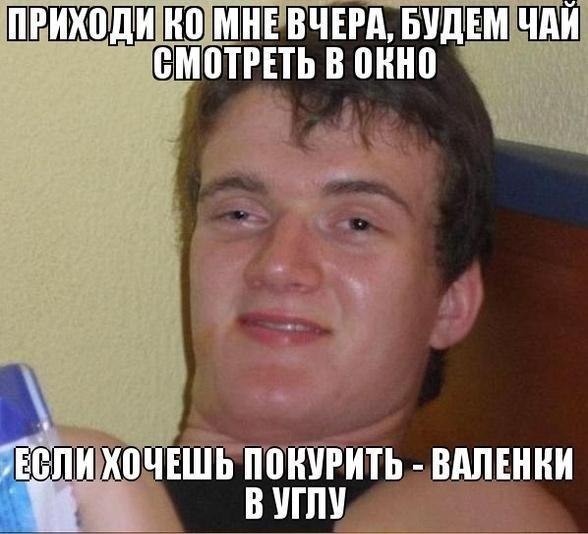 ПРИХОДИ КО МНЕ ВЧЕРА, БУДЕМ ЧАЙ
СМОТРЕТЬ В ОКНО
ЕСЛИ ХОЧЕШЬ ПОКУРИТЬ - ВАЛЕНКИ
В УГЛУ